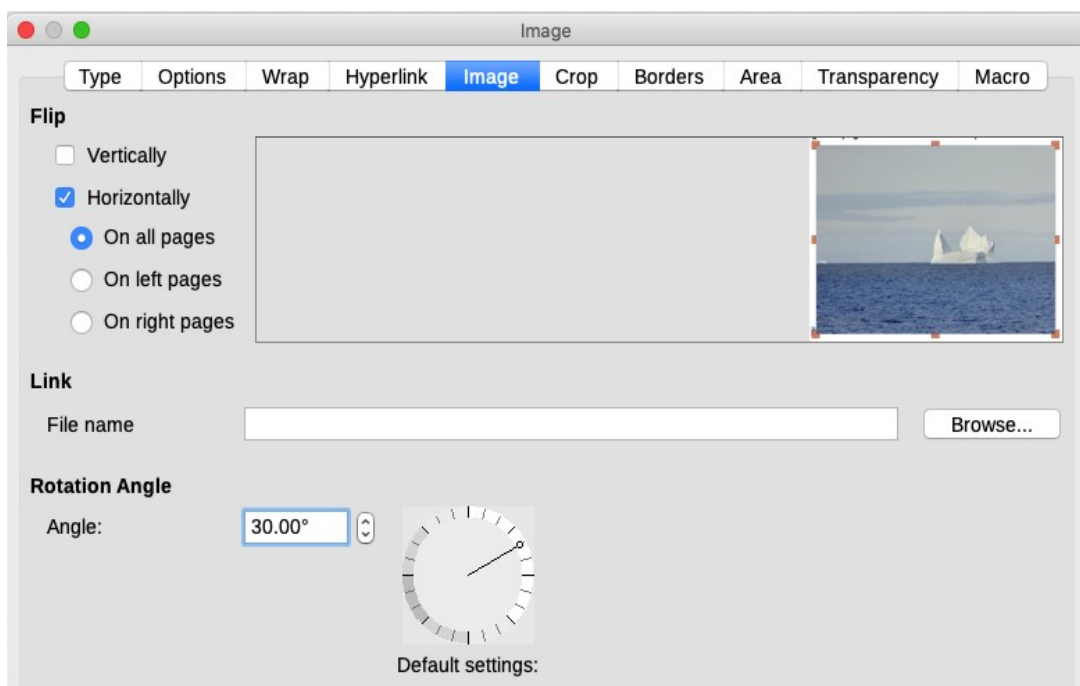 Image
Type Options Wrap Hyperlink Image Crop Borders Area Transparency Macro
Flip
Vertically
Horizontally
On all pages
On left pages
On right pages
Link
File name
Browse...
Rotation Angle
Angle: 30.00°
Default settings: